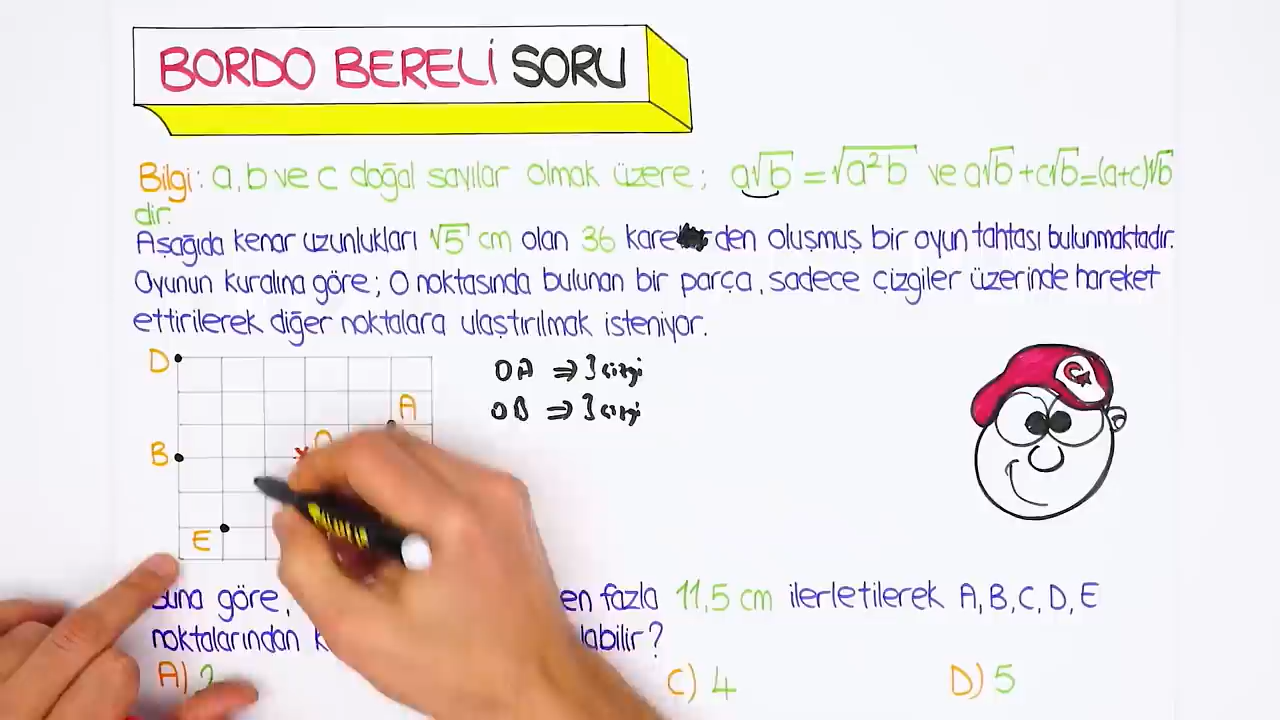 BORDO BERELİ SORU
Bilgi: a, b ve c doğal sayılar olmak üzere; a√b = √a²b ve a√b + c√b = (a+c)√b
dir.
Aşağıda kenar uzunlukları √5 cm olan 36 kare den oluşmuş bir oyun tahtası bulunmaktadır.
Oyunun kuralına göre; O noktasında bulunan bir parça, sadece çizgiler üzerinde hareket
ettirilerek diğer noktalara ulaştırılmak isteniyor.
D
OA ⇒ 3 çizgi
A
OB ⇒ 3 çizgi
B
E
Buna göre, en fazla 11,5 cm ilerletilerek A, B, C, D, E
noktalarından
A) C) 4 D) 5